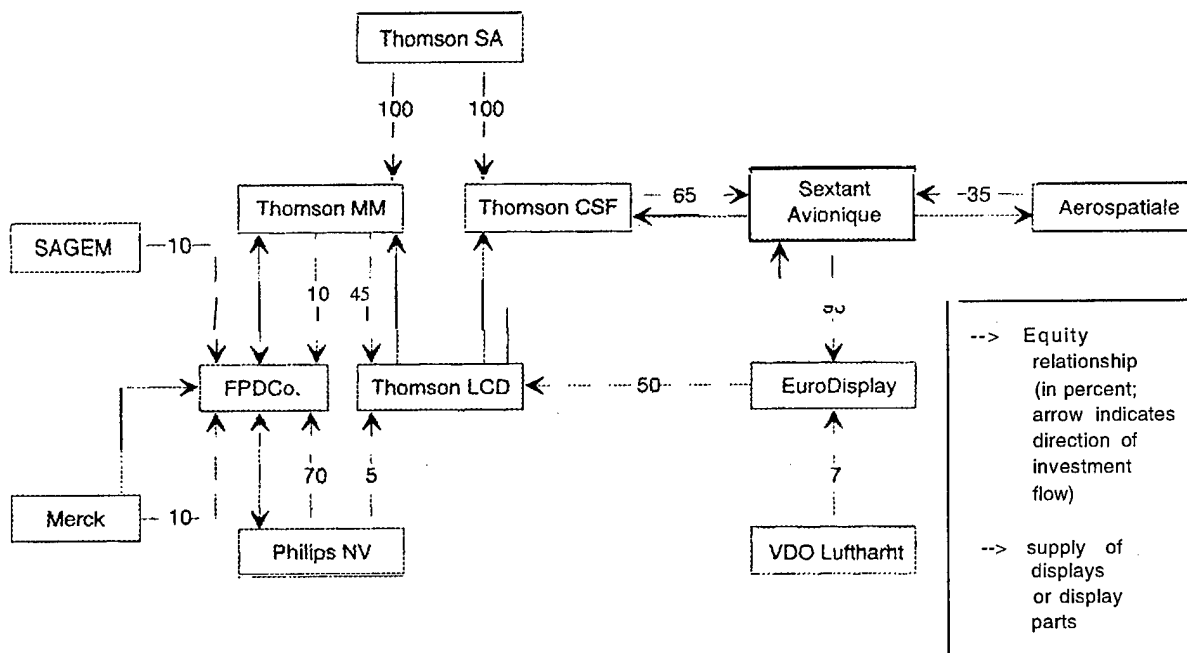 Thomson SA
100
100
Thomson MM
Thomson CSF
65
Sextant
Avionique
-35
Aerospatiale
SAGEM
-10-
10
45
FPDCo.
Thomson LCD
50
EuroDisplay
70
5
7
Merck
10-
Philips NV
VDO
--> Equity
relationship
(in percent;
arrow indicates
direction of
investment
flow)
--> supply of
displays
or display
parts